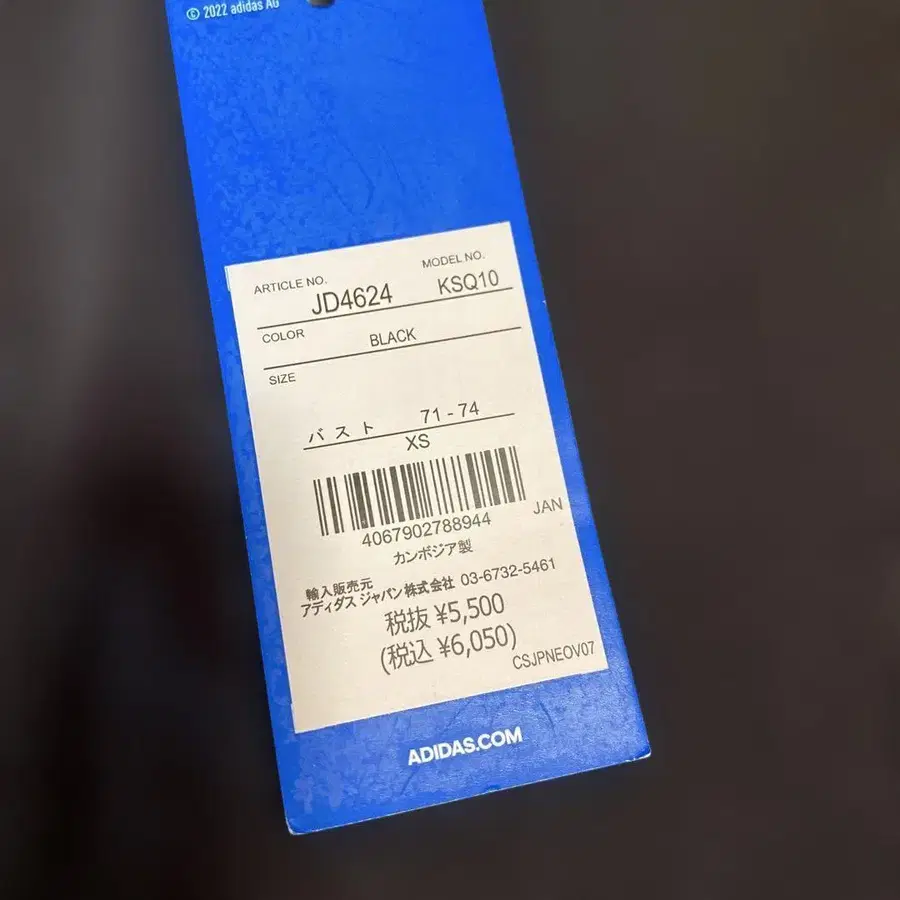 © 2022 adidas AG
ARTICLE NO. MODEL NO.
JD4624 KSQ10
COLOR BLACK
SIZE
バスト 71 - 74
XS
4067902788944 JAN
カンボジア製
輸入販売元
アディダス ジャパン株式会社 03-6732-5461
税抜 ¥5,500
(税込 ¥6,050)
CSJPNEOV07
ADIDAS.COM